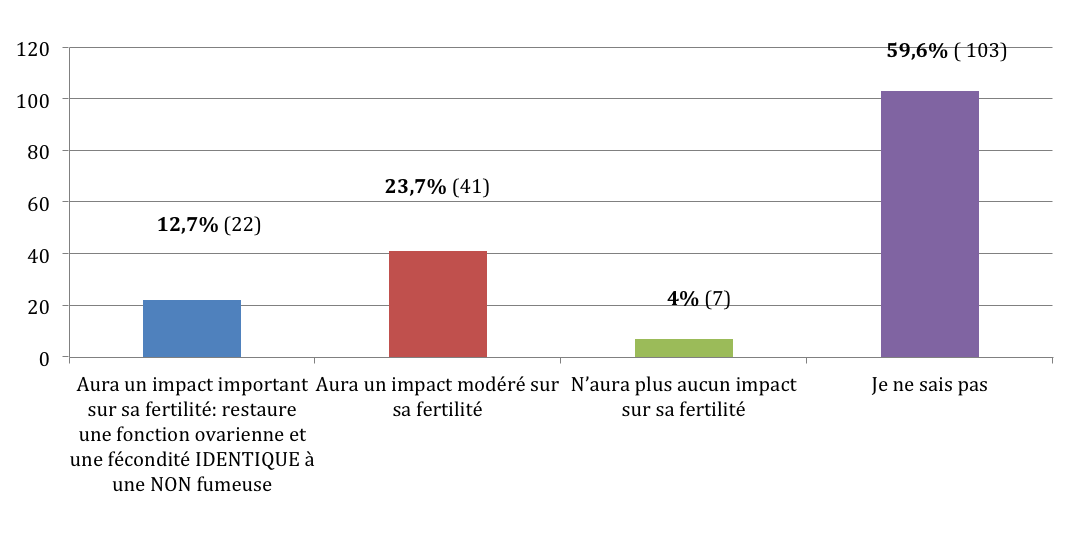 120
100
80
60
40
20
0
59,6% ( 103)
23,7% (41)
12,7% (22)
4% (7)
Aura un impact important
sur sa fertilité: restaure
une fonction ovarienne et
une fécondité IDENTIQUE à
une NON fumeuse
Aura un impact modéré sur
sa fertilité
N’aura plus aucun impact
sur sa fertilité
Je ne sais pas